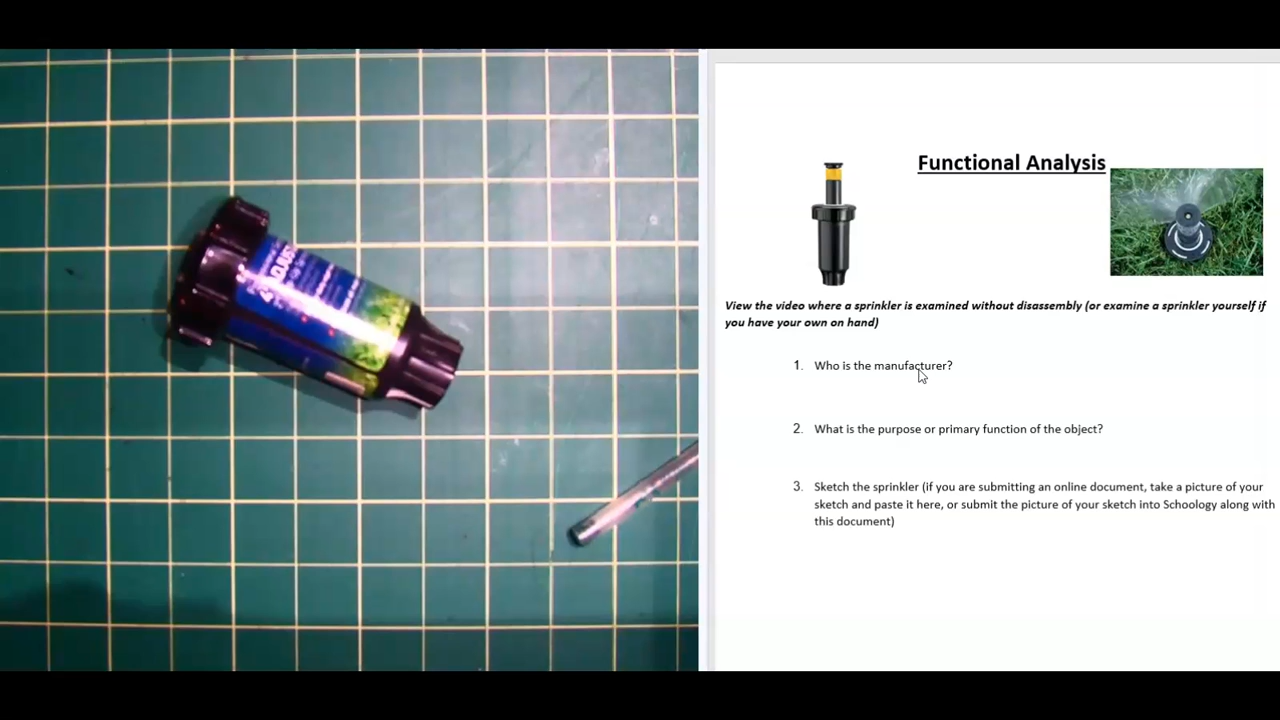 Functional Analysis
View the video where a sprinkler is examined without disassembly (or examine a sprinkler yourself if
you have your own on hand)
1. Who is the manufacturer?
2. What is the purpose or primary function of the object?
3. Sketch the sprinkler (if you are submitting an online document, take a picture of your
sketch and paste it here, or submit the picture of your sketch into Schoology along with
this document)